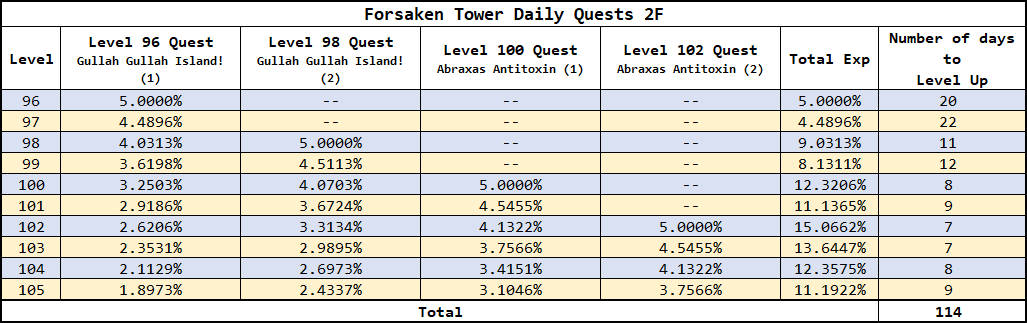 Forsaken Tower Daily Quests 2F
Level | Level 96 Quest Gullah Gullah Island! (1) | Level 98 Quest Gullah Gullah Island! (2) | Level 100 Quest Abraxas Antitoxin (1) | Level 102 Quest Abraxas Antitoxin (2) | Total Exp | Number of days to Level Up
96 | 5.0000% | -- | -- | -- | 5.0000% | 20
97 | 4.4896% | -- | -- | -- | 4.4896% | 22
98 | 4.0313% | 5.0000% | -- | -- | 9.0313% | 11
99 | 3.6198% | 4.5113% | -- | -- | 8.1311% | 12
100 | 3.2503% | 4.0703% | 5.0000% | -- | 12.3206% | 8
101 | 2.9186% | 3.6724% | 4.5455% | -- | 11.1365% | 9
102 | 2.6206% | 3.3134% | 4.1322% | 5.0000% | 15.0662% | 7
103 | 2.3531% | 2.9895% | 3.7566% | 4.5455% | 13.6447% | 7
104 | 2.1129% | 2.6973% | 3.4151% | 4.1322% | 12.3575% | 8
105 | 1.8973% | 2.4337% | 3.1046% | 3.7566% | 11.1922% | 9
Total | 114